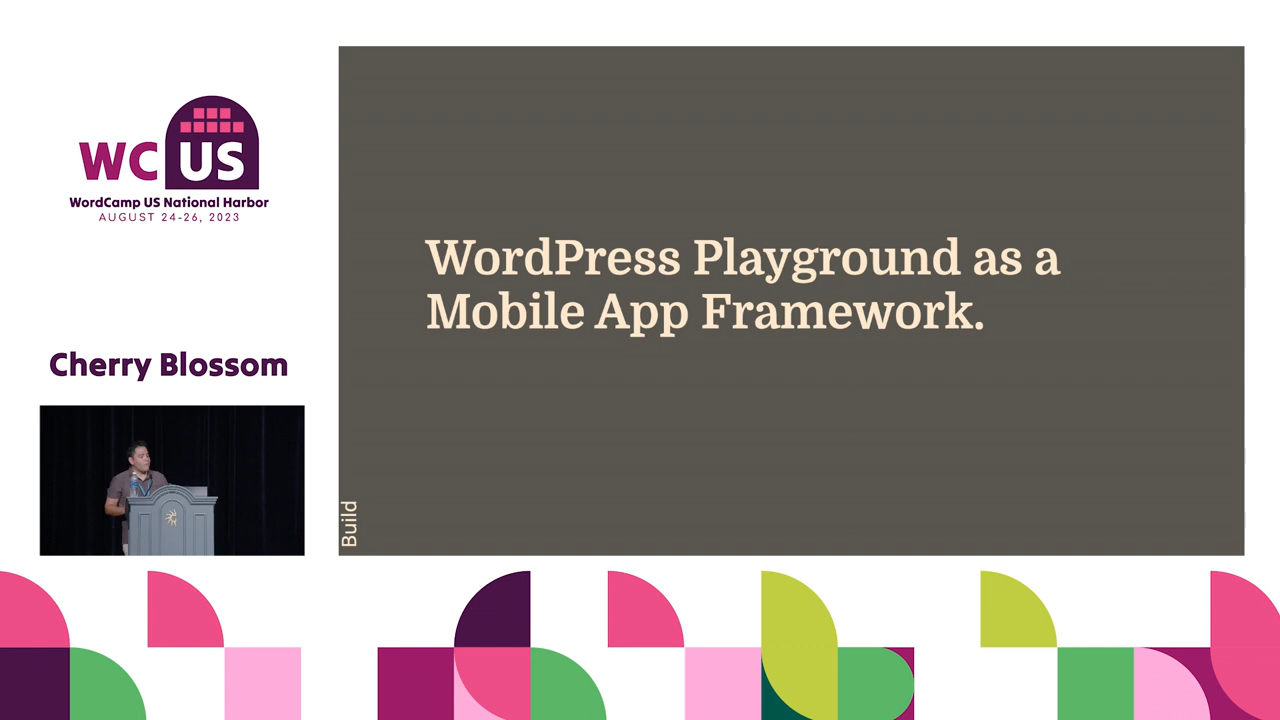 WC US
WordCamp US National Harbor
AUGUST 24-26, 2023
Cherry Blossom
WordPress Playground as a
Mobile App Framework.
Build